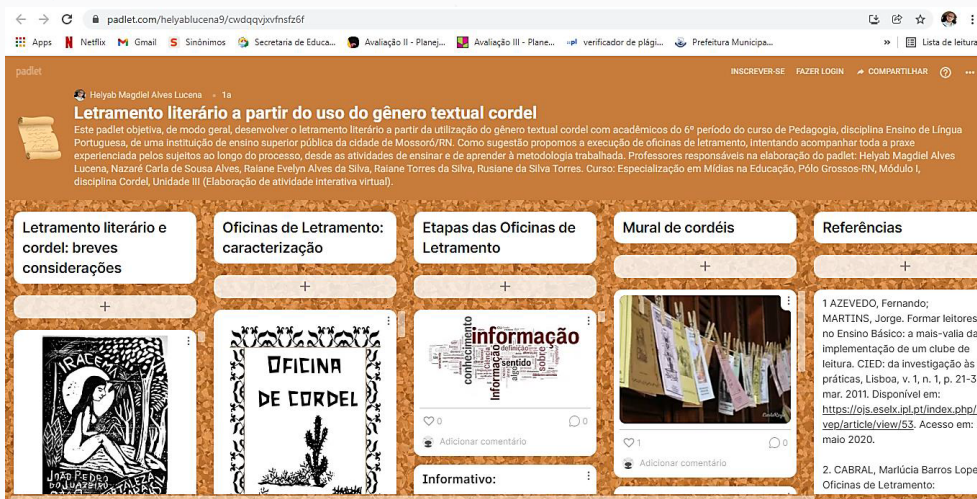 padlet.com/helyablucena9/cwdqqvjxvfnsfz6f
Apps Netflix Gmail Sinônimos Secretaria de Educa... Avaliação II - Planej... Avaliação III - Plane... verificador de plági... Prefeitura Municipa... » Lista de leitura
padlet INSCREVER-SE FAZER LOGIN COMPARTILHAR
Helyab Magdiel Alves Lucena • 1a
Letramento literário a partir do uso do gênero textual cordel
Este padlet objetiva, de modo geral, desenvolver o letramento literário a partir da utilização do gênero textual cordel com acadêmicos do 6º período do curso de Pedagogia, disciplina Ensino de Língua
Portuguesa, de uma instituição de ensino superior pública da cidade de Mossoró/RN. Como sugestão propomos a execução de oficinas de letramento, intentando acompanhar toda a praxe
experienciada pelos sujeitos ao longo do processo, desde as atividades de ensinar e de aprender à metodologia trabalhada. Professores responsáveis na elaboração do padlet: Helyab Magdiel Alves
Lucena, Nazaré Carla de Sousa Alves, Raiane Evelyn Alves da Silva, Raiane Torres da Silva, Rusiane da Silva Torres. Curso: Especialização em Mídias na Educação, Pólo Grossos-RN, Módulo I,
disciplina Cordel, Unidade III (Elaboração de atividade interativa virtual).
Letramento literário e
cordel: breves
considerações
+
IRACEM
JOÃO PEDRO
DO JUAZEIRO
Oficinas de Letramento:
caracterização
+
OFICINA
DE CORDEL
Etapas das Oficinas de
Letramento
+
informação
conhecimento
definição
sentido
Informação
sobre
algo
0 0
Adicionar comentário
Informativo:
Mural de cordéis
+
1 0
Adicionar comentário
Referências
+
1 AZEVEDO, Fernando;
MARTINS, Jorge. Formar leitores
no Ensino Básico: a mais-valia da
implementação de um clube de
leitura. CIED: da investigação às
práticas, Lisboa, v. 1, n. 1, p. 21-3
mar. 2011. Disponível em:
https://ojs.eselx.ipl.pt/index.php/
vep/article/view/53. Acesso em:
maio 2020.
2. CABRAL, Marlúcia Barros Lope
Oficinas de Letramento: